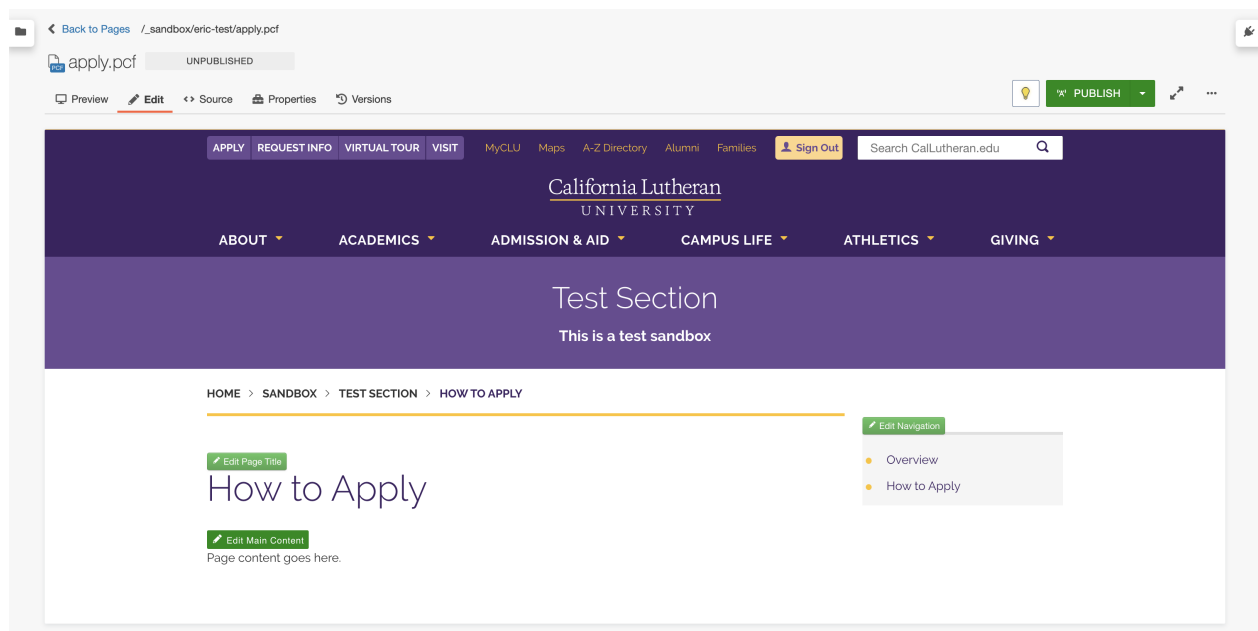 Back to Pages /_sandbox/eric-test/apply.pcf
PCF apply.pcf UNPUBLISHED
Preview Edit <> Source Properties Versions PUBLISH
APPLY REQUEST INFO VIRTUAL TOUR VISIT MyCLU Maps A-Z Directory Alumni Families Sign Out Search CalLutheran.edu
California Lutheran
UNIVERSITY
ABOUT ACADEMICS ADMISSION & AID CAMPUS LIFE ATHLETICS GIVING
Test Section
This is a test sandbox
HOME > SANDBOX > TEST SECTION > HOW TO APPLY
Edit Navigation
Overview
How to Apply
Edit Page Title
How to Apply
Edit Main Content
Page content goes here.